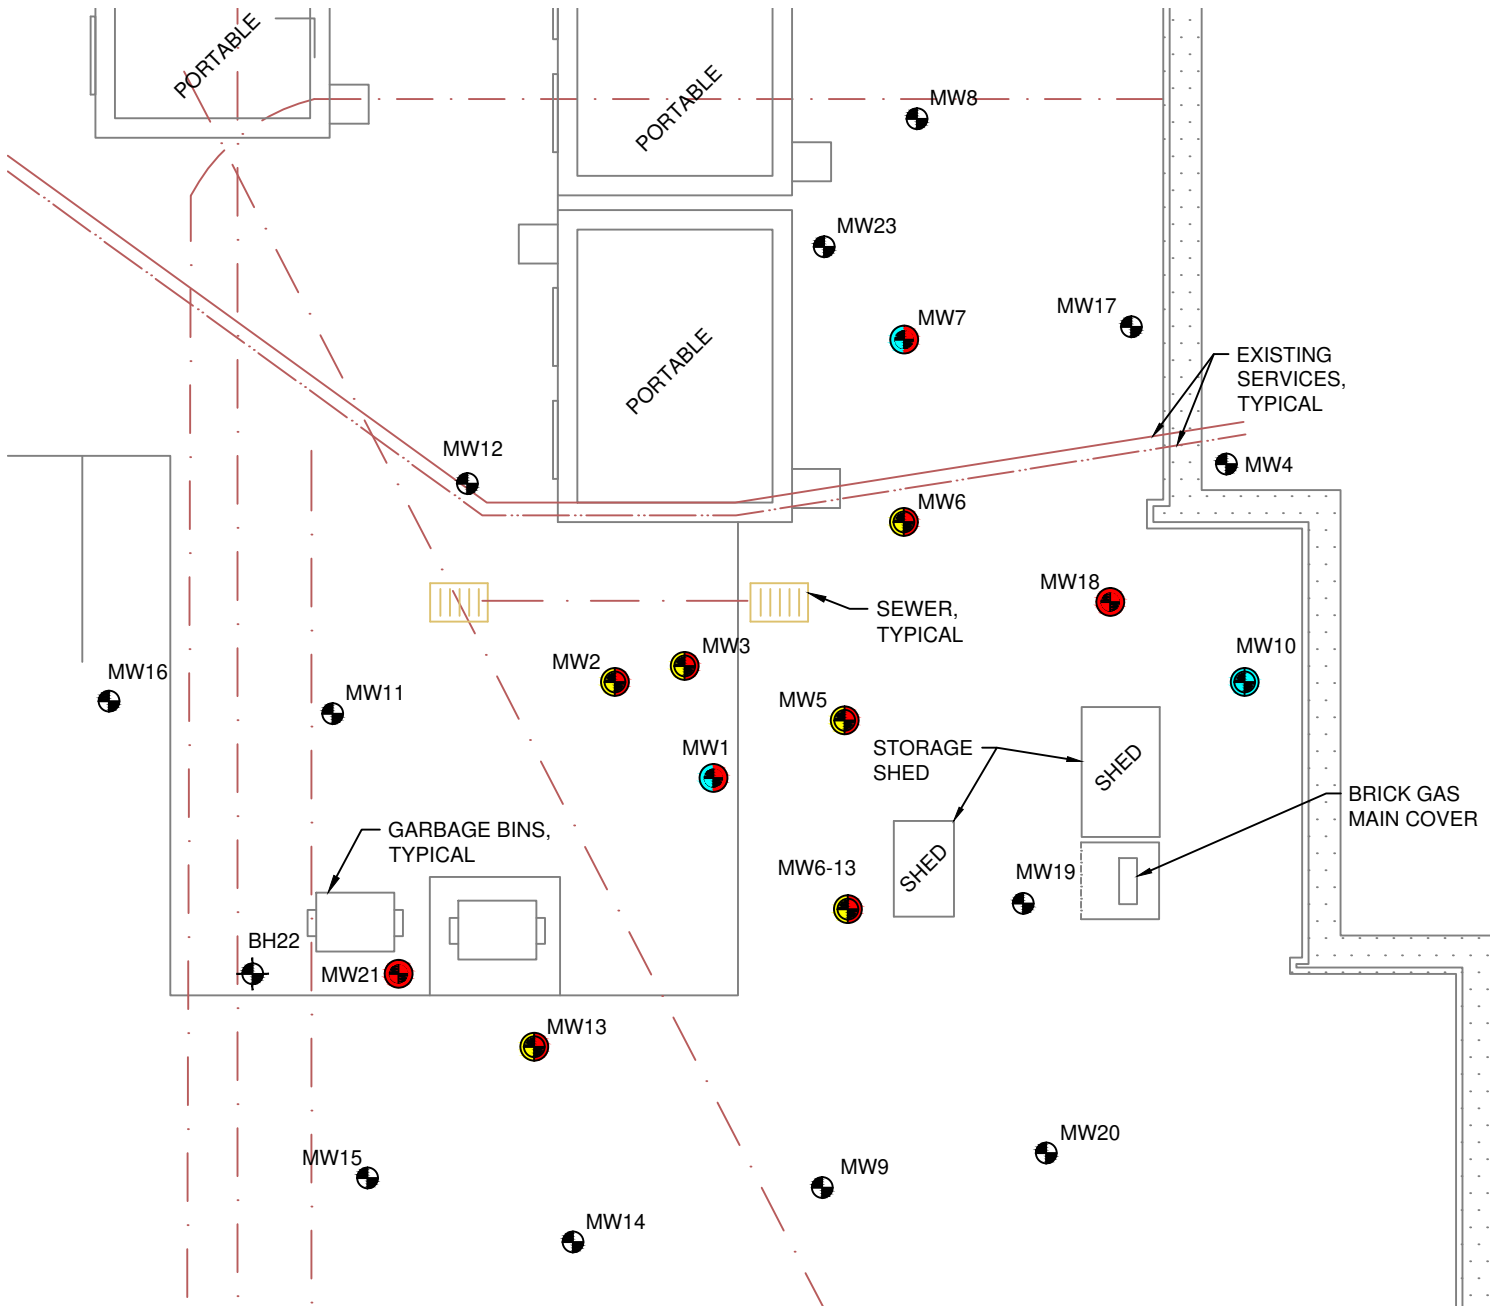 PORTABLE
PORTABLE
MW8
MW23
MW7
MW17
PORTABLE
EXISTING
SERVICES,
TYPICAL
MW12
MW4
MW6
MW18
SEWER,
TYPICAL
MW3
MW2
MW10
MW16
MW11
MW5
MW1
STORAGE
SHED
SHED
BRICK GAS
MAIN COVER
GARBAGE BINS,
TYPICAL
MW6-13
SHED
MW19
BH22
MW21
MW13
MW20
MW15
MW9
MW14